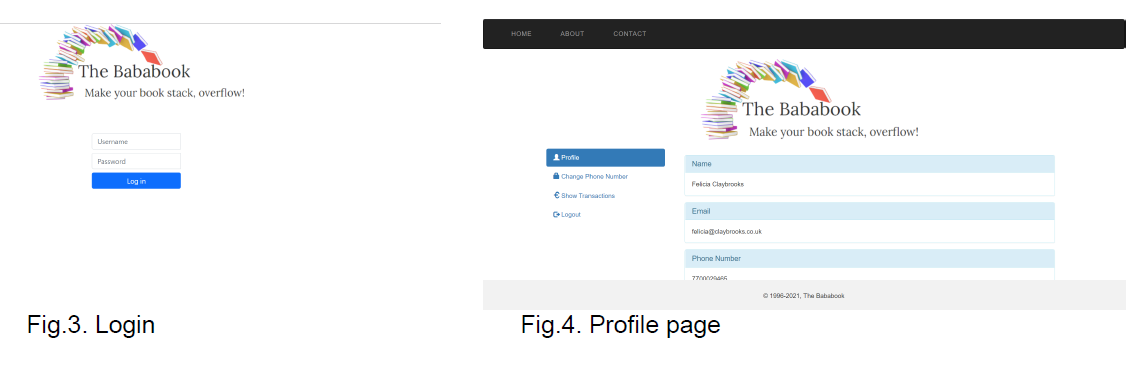 The Bababook
Make your book stack, overflow!
Username
Password
Log in
Fig.3. Login
HOME ABOUT CONTACT
The Bababook
Make your book stack, overflow!
Profile
Change Phone Number
Show Transactions
Logout
Name
Felicia Claybrooks
Email
felicia@claybrooks.co.uk
Phone Number
7700029465
© 1996-2021, The Bababook
Fig.4. Profile page